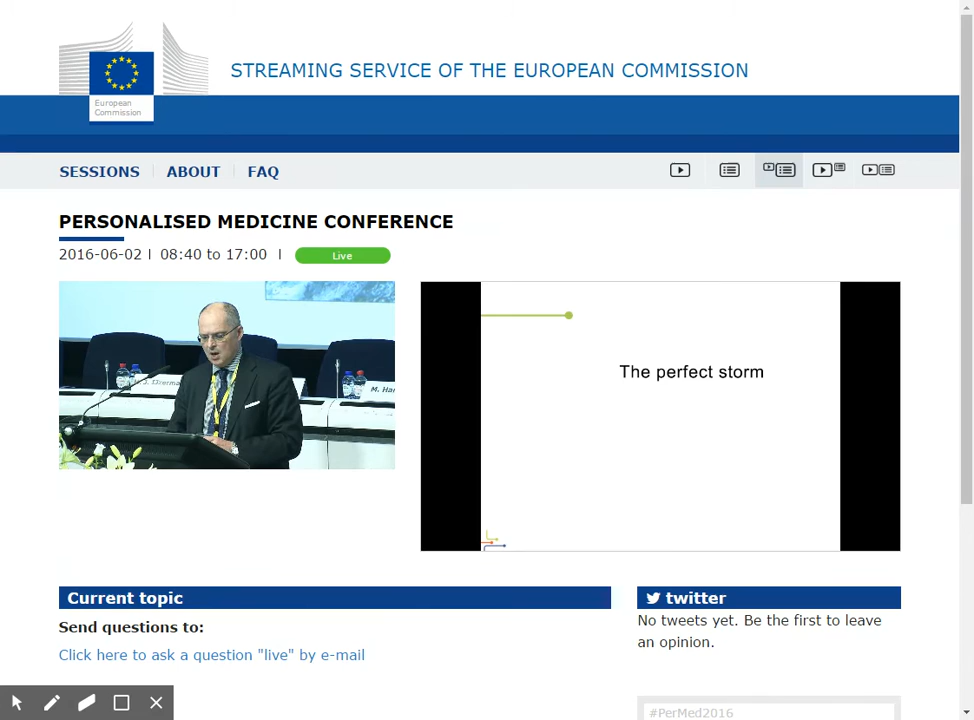 European
Commission
STREAMING SERVICE OF THE EUROPEAN COMMISSION
SESSIONS
ABOUT
FAQ
PERSONALISED MEDICINE CONFERENCE
2016-06-02 | 08:40 to 17:00 |
Live
M. Ha
The perfect storm
Current topic
Send questions to:
Click here to ask a question "live" by e-mail
twitter
No tweets yet. Be the first to leave
an opinion.
#PerMed2016